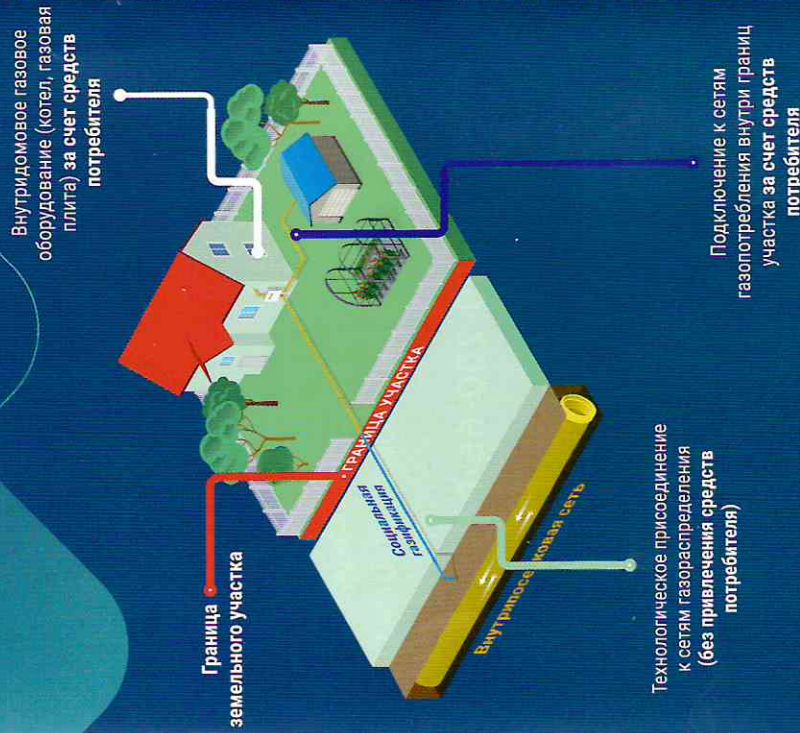 Внутридомовое газовое
оборудование (котел, газовая
плита) за счет средств
потребителя
Граница
земельного участка
ГРАНИЦА УЧАСТКА
Социальная
газификация
Внутрипоселковая сеть
Подключение к сетям
газопотребления внутри границ
участка за счет средств
потребителя
Технологическое присоединение
к сетям газораспределения
(без привлечения средств
потребителя)